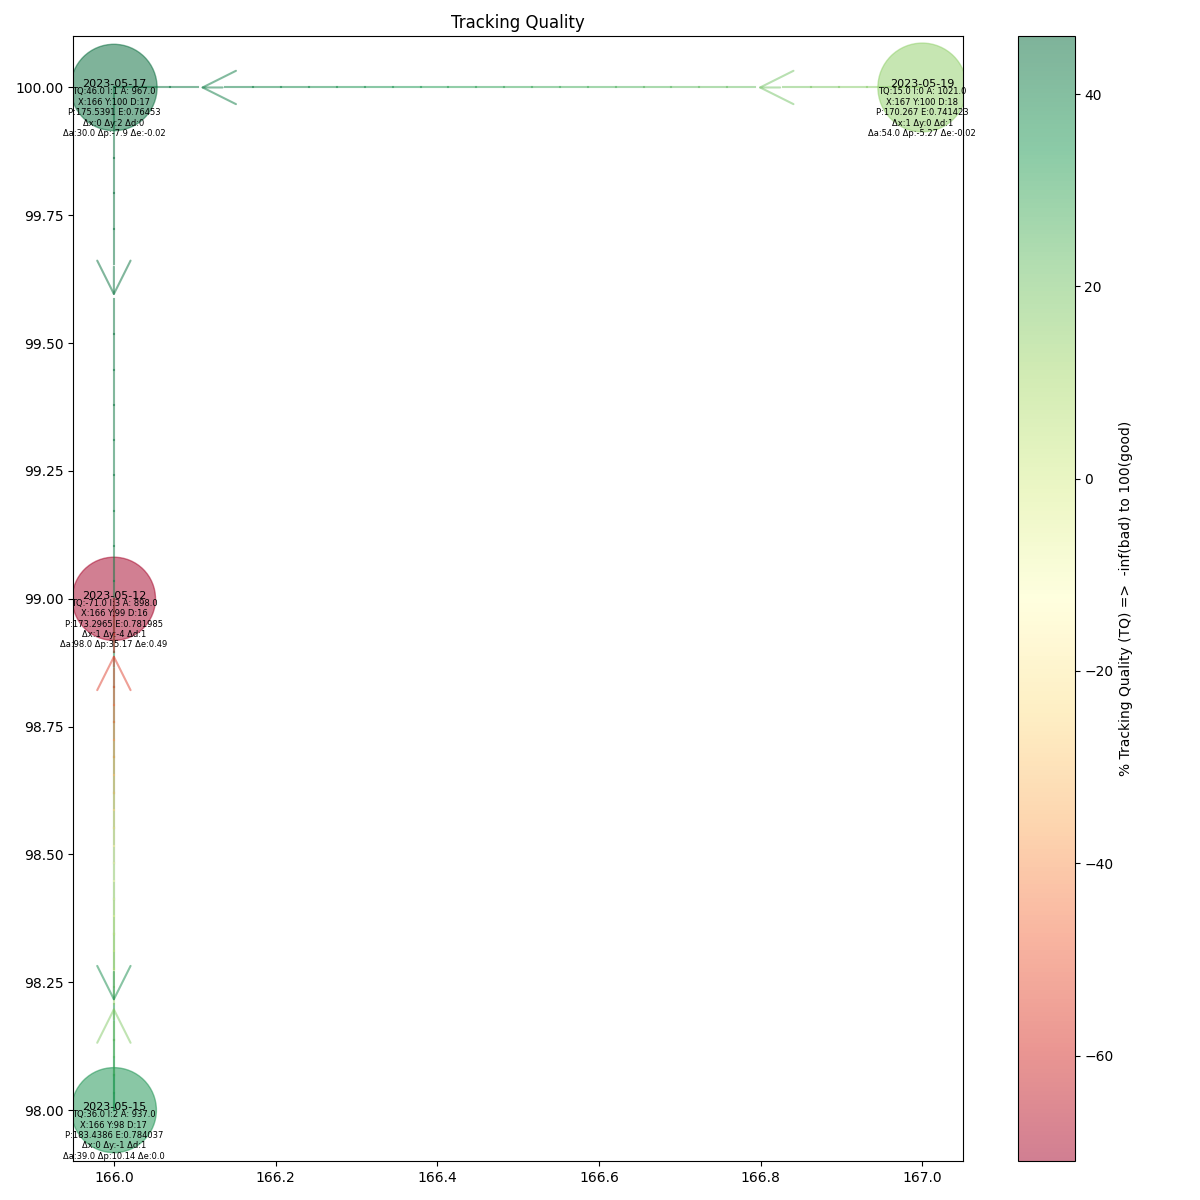 Tracking Quality
100.00
99.75
99.50
99.25
99.00
98.75
98.50
98.25
98.00
2023-05-17
TQ:46.0 I:1 A: 967.0
X:166 Y:100 D:17
P:175.5391 E:0.76453
Δx:0 Δy:2 Δd:0
Δa:30.0 Δp:-7.9 Δe:-0.02
2023-05-19
TQ:15.0 I:0 A: 1021.0
X:167 Y:100 D:18
P:170.267 E:0.741423
Δx:1 Δy:0 Δd:1
Δa:54.0 Δp:-5.27 Δe:-0.02
2023-05-12
TQ:-71.0 I:3 A: 898.0
X:166 Y:99 D:16
P:173.2965 E:0.781985
Δx:1 Δy:-4 Δd:1
Δa:98.0 Δp:35.17 Δe:0.49
2023-05-15
TQ:36.0 I:2 A: 937.0
X:166 Y:98 D:17
P:183.4386 E:0.784037
Δx:0 Δy:-1 Δd:1
Δa:39.0 Δp:10.14 Δe:0.0
166.0 166.2 166.4 166.6 166.8 167.0
40
20
0
−20
−40
−60
% Tracking Quality (TQ) => -inf(bad) to 100(good)